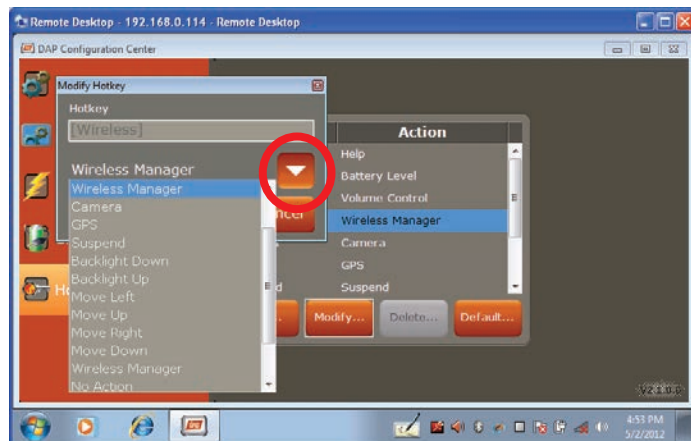 Remote Desktop - 192.168.0.114 - Remote Desktop
DAP Configuration Center
Modify Hotkey
Hotkey
[Wireless]
Wireless Manager
Wireless Manager
Camera
GPS
Suspend
Backlight Down
Backlight Up
Move Left
Move Up
Move Right
Move Down
Wireless Manager
No Action
Action
Help
Battery Level
Volume Control
Wireless Manager
Camera
GPS
Suspend
Modify...
Delete...
Default...
4:53 PM
5/2/2012